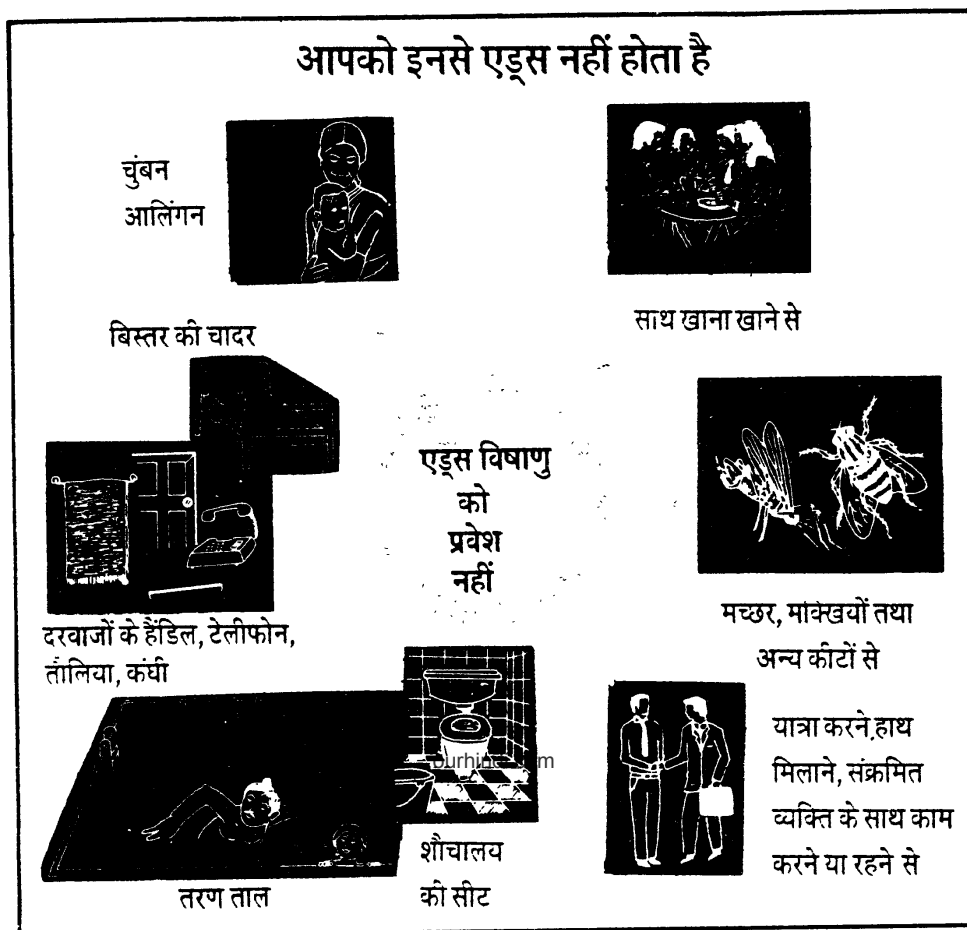 आपको इनसे एड्स नहीं होता है
चुंबन
आलिंगन
साथ खाना खाने से
बिस्तर की चादर
एड्स विषाणु
को
प्रवेश
नहीं
दरवाजों के हैंडिल, टेलीफोन,
तौलिया, कंघी
मच्छर, मक्खियों तथा
अन्य कीटों से
यात्रा करने, हाथ
मिलाने, संक्रमित
व्यक्ति के साथ काम
करने या रहने से
तरण ताल
शौचालय
की सीट